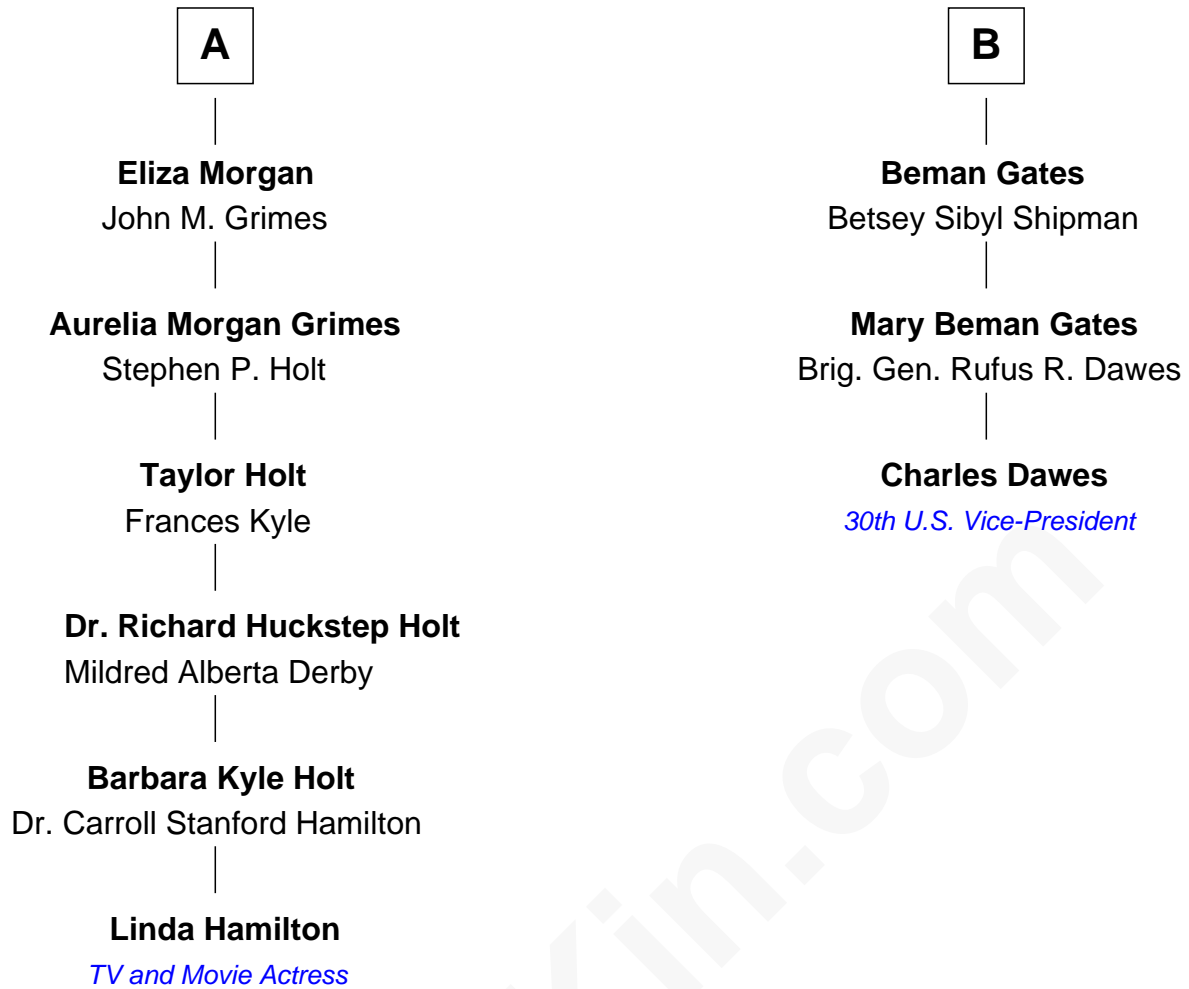 A
Eliza Morgan
John M. Grimes
Aurelia Morgan Grimes
Stephen P. Holt
Taylor Holt
Frances Kyle
Dr. Richard Huckstep Holt
Mildred Alberta Derby
Barbara Kyle Holt
Dr. Carroll Stanford Hamilton
Linda Hamilton
TV and Movie Actress
B
Beman Gates
Betsey Sibyl Shipman
Mary Beman Gates
Brig. Gen. Rufus R. Dawes
Charles Dawes
30th U.S. Vice-President
in.com